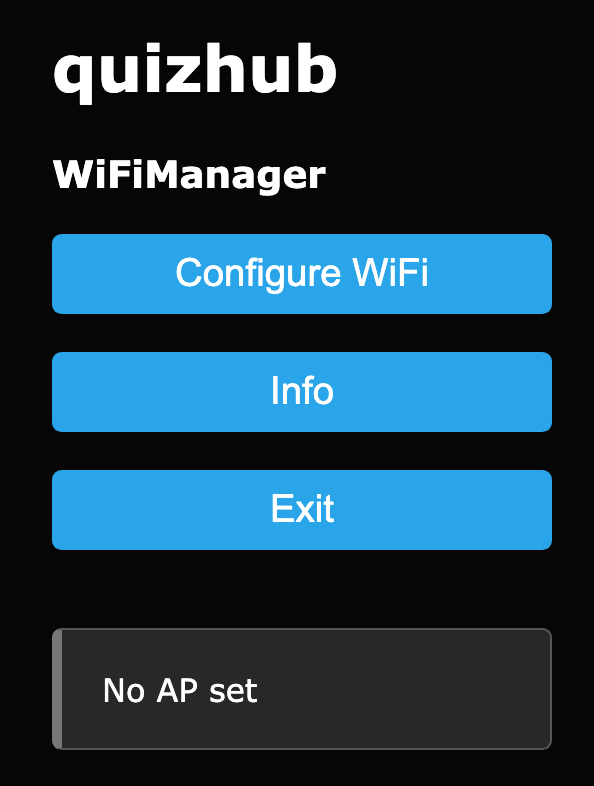 quizhub
WiFiManager
Configure WiFi
Info
Exit
No AP set